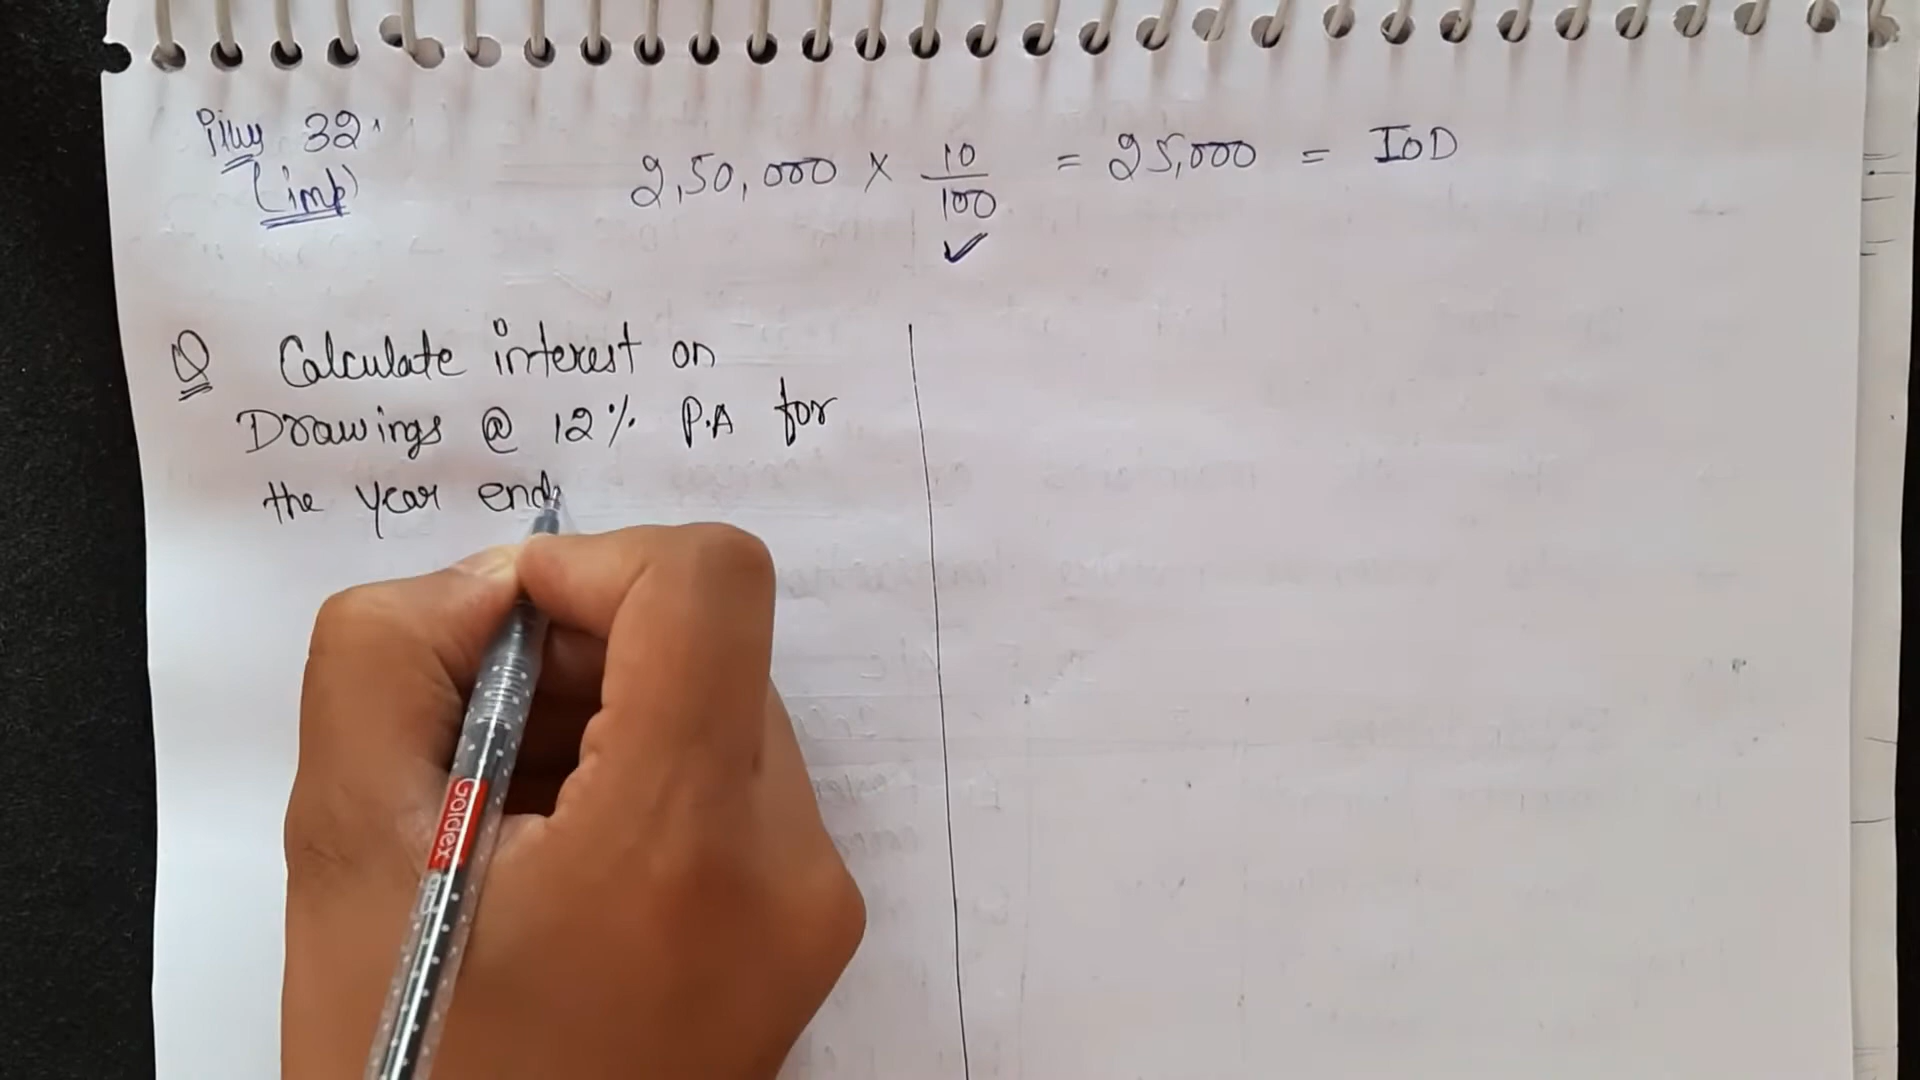 Illus 32.
(imp)
2,50,000 × 10/100 = 25,000 = IOD
✓
Q Calculate interest on
Drawings @ 12% P.A for
the year end
Goldex